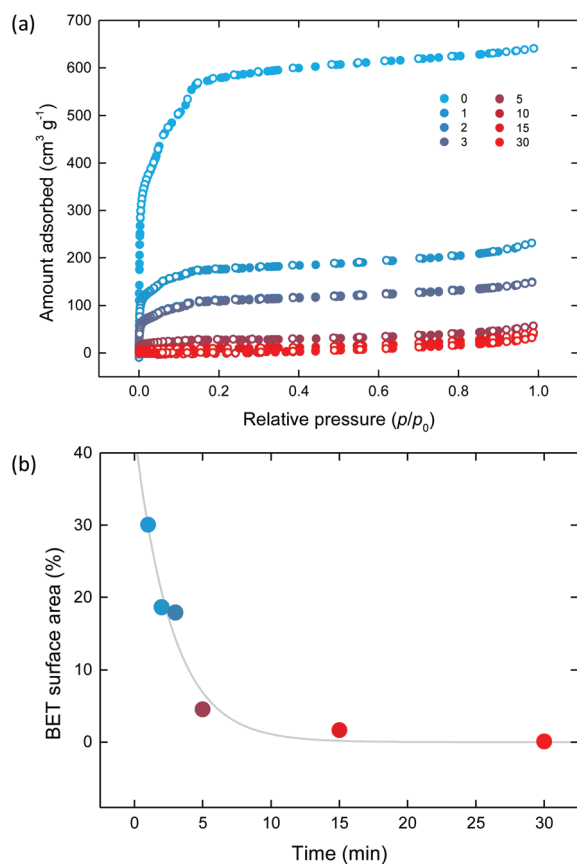 (a)
700
600
500
400
300
200
100
0
Amount adsorbed (cm³ g⁻¹)
0 5
1 10
2 15
3 30
0.0 0.2 0.4 0.6 0.8 1.0
Relative pressure (p/p₀)
(b)
40
30
20
10
0
BET surface area (%)
0 5 10 15 20 25 30
Time (min)